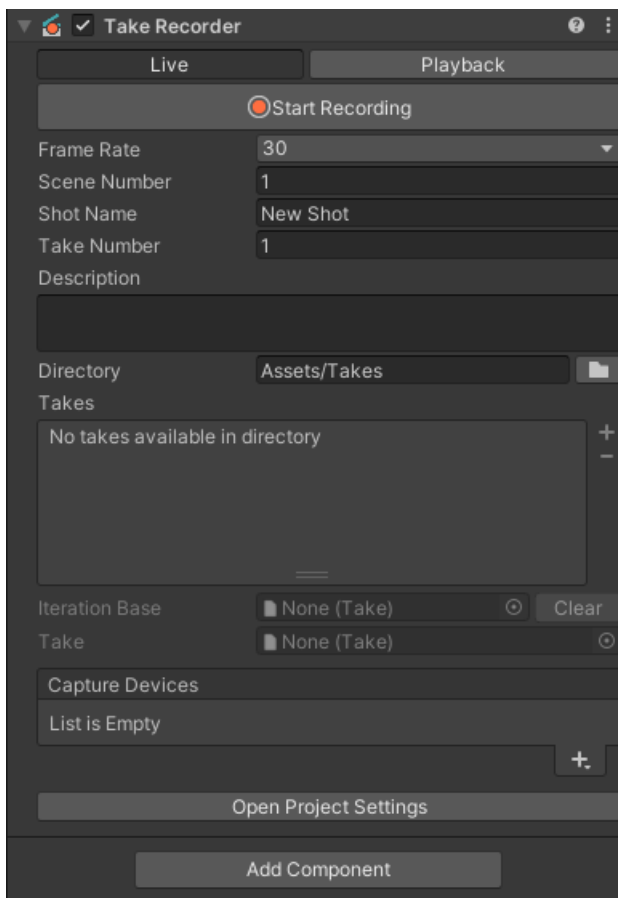 Take Recorder
Live Playback
Start Recording
Frame Rate 30
Scene Number 1
Shot Name New Shot
Take Number 1
Description
Directory Assets/Takes
Takes
No takes available in directory
Iteration Base None (Take) Clear
Take None (Take)
Capture Devices
List is Empty
Open Project Settings
Add Component